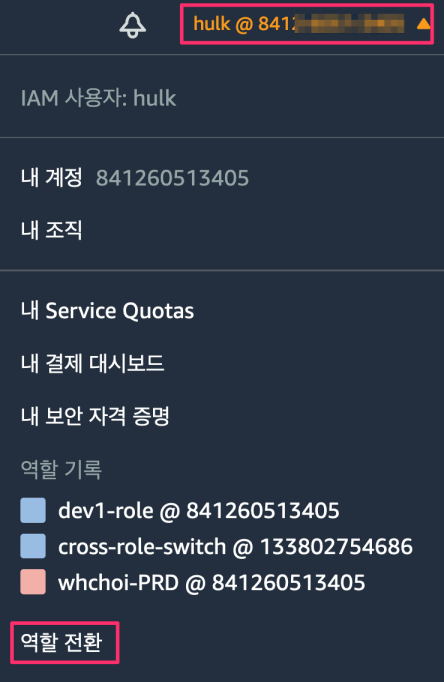 hulk @ 841
IAM 사용자: hulk
내 계정 841260513405
내 조직
내 Service Quotas
내 결제 대시보드
내 보안 자격 증명
역할 기록
dev1-role @ 841260513405
cross-role-switch @ 133802754686
whchoi-PRD @ 841260513405
역할 전환